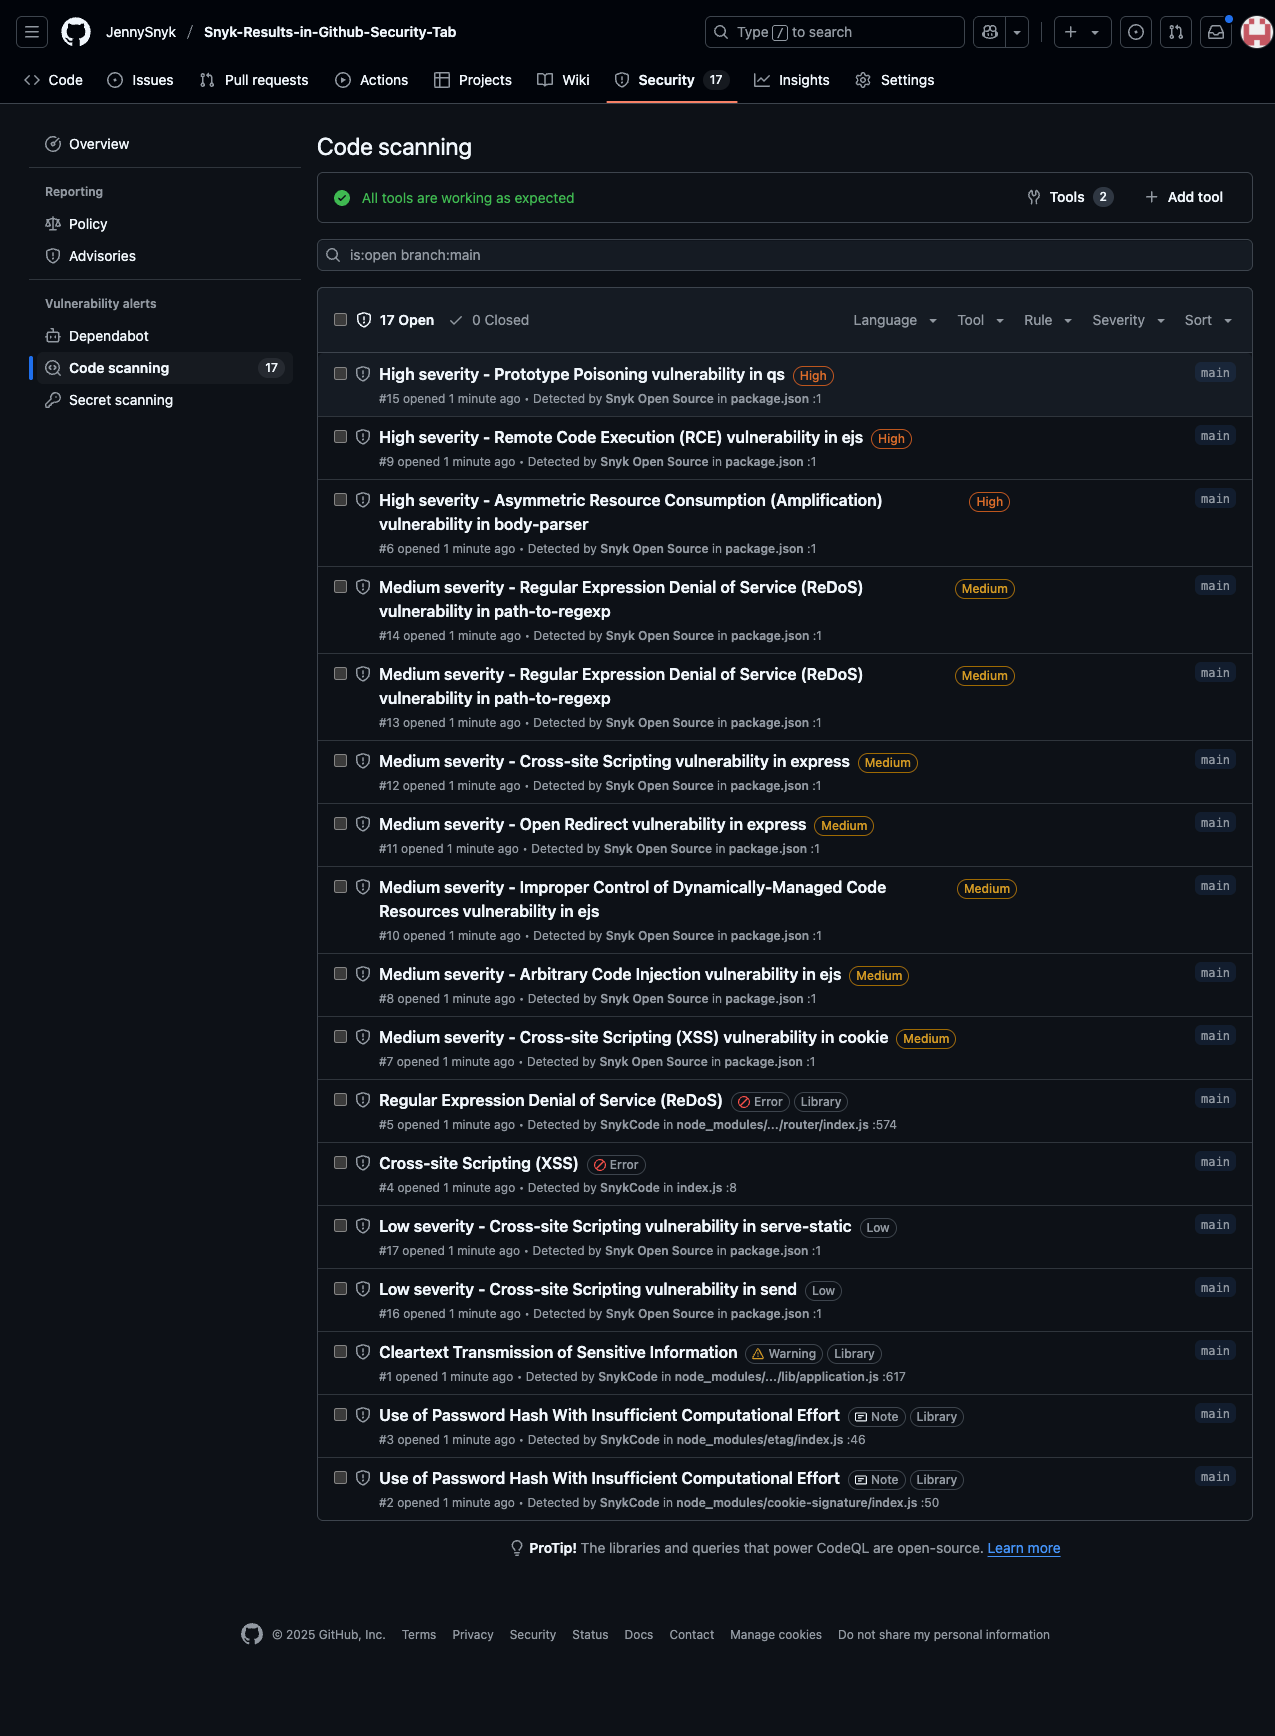 JennySnyk / Snyk-Results-in-Github-Security-Tab
Type / to search
Code
Issues
Pull requests
Actions
Projects
Wiki
Security 17
Insights
Settings
Overview
Reporting
Policy
Advisories
Vulnerability alerts
Dependabot
Code scanning 17
Secret scanning
Code scanning
All tools are working as expected
Tools 2
Add tool
is:open branch:main
17 Open
0 Closed
Language
Tool
Rule
Severity
Sort
High severity - Prototype Poisoning vulnerability in qs High main
#15 opened 1 minute ago • Detected by Snyk Open Source in package.json :1
High severity - Remote Code Execution (RCE) vulnerability in ejs High main
#9 opened 1 minute ago • Detected by Snyk Open Source in package.json :1
High severity - Asymmetric Resource Consumption (Amplification) High main
vulnerability in body-parser
#6 opened 1 minute ago • Detected by Snyk Open Source in package.json :1
Medium severity - Regular Expression Denial of Service (ReDoS) Medium main
vulnerability in path-to-regexp
#14 opened 1 minute ago • Detected by Snyk Open Source in package.json :1
Medium severity - Regular Expression Denial of Service (ReDoS) Medium main
vulnerability in path-to-regexp
#13 opened 1 minute ago • Detected by Snyk Open Source in package.json :1
Medium severity - Cross-site Scripting vulnerability in express Medium main
#12 opened 1 minute ago • Detected by Snyk Open Source in package.json :1
Medium severity - Open Redirect vulnerability in express Medium main
#11 opened 1 minute ago • Detected by Snyk Open Source in package.json :1
Medium severity - Improper Control of Dynamically-Managed Code Medium main
Resources vulnerability in ejs
#10 opened 1 minute ago • Detected by Snyk Open Source in package.json :1
Medium severity - Arbitrary Code Injection vulnerability in ejs Medium main
#8 opened 1 minute ago • Detected by Snyk Open Source in package.json :1
Medium severity - Cross-site Scripting (XSS) vulnerability in cookie Medium main
#7 opened 1 minute ago • Detected by Snyk Open Source in package.json :1
Regular Expression Denial of Service (ReDoS) Error Library main
#5 opened 1 minute ago • Detected by SnykCode in node_modules/.../router/index.js :574
Cross-site Scripting (XSS) Error main
#4 opened 1 minute ago • Detected by SnykCode in index.js :8
Low severity - Cross-site Scripting vulnerability in serve-static Low main
#17 opened 1 minute ago • Detected by Snyk Open Source in package.json :1
Low severity - Cross-site Scripting vulnerability in send Low main
#16 opened 1 minute ago • Detected by Snyk Open Source in package.json :1
Cleartext Transmission of Sensitive Information Warning Library main
#1 opened 1 minute ago • Detected by SnykCode in node_modules/.../lib/application.js :617
Use of Password Hash With Insufficient Computational Effort Note Library main
#3 opened 1 minute ago • Detected by SnykCode in node_modules/etag/index.js :46
Use of Password Hash With Insufficient Computational Effort Note Library main
#2 opened 1 minute ago • Detected by SnykCode in node_modules/cookie-signature/index.js :50
ProTip! The libraries and queries that power CodeQL are open-source. Learn more
© 2025 GitHub, Inc. Terms Privacy Security Status Docs Contact Manage cookies Do not share my personal information